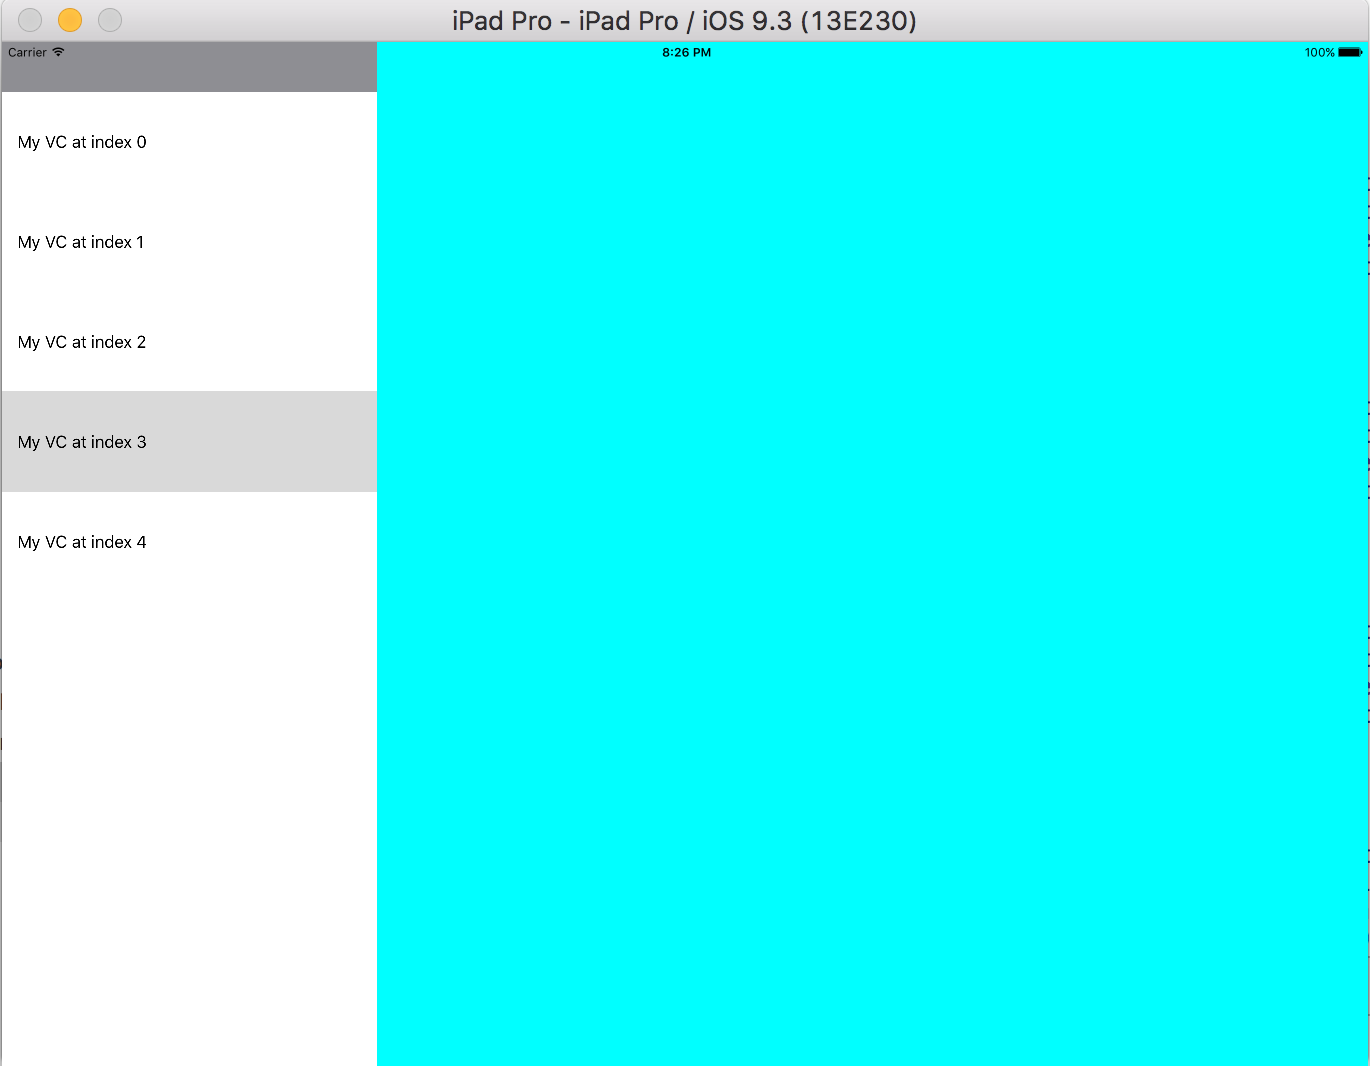 iPad Pro - iPad Pro / iOS 9.3 (13E230)
Carrier 8:26 PM 100%
My VC at index 0
My VC at index 1
My VC at index 2
My VC at index 3
My VC at index 4